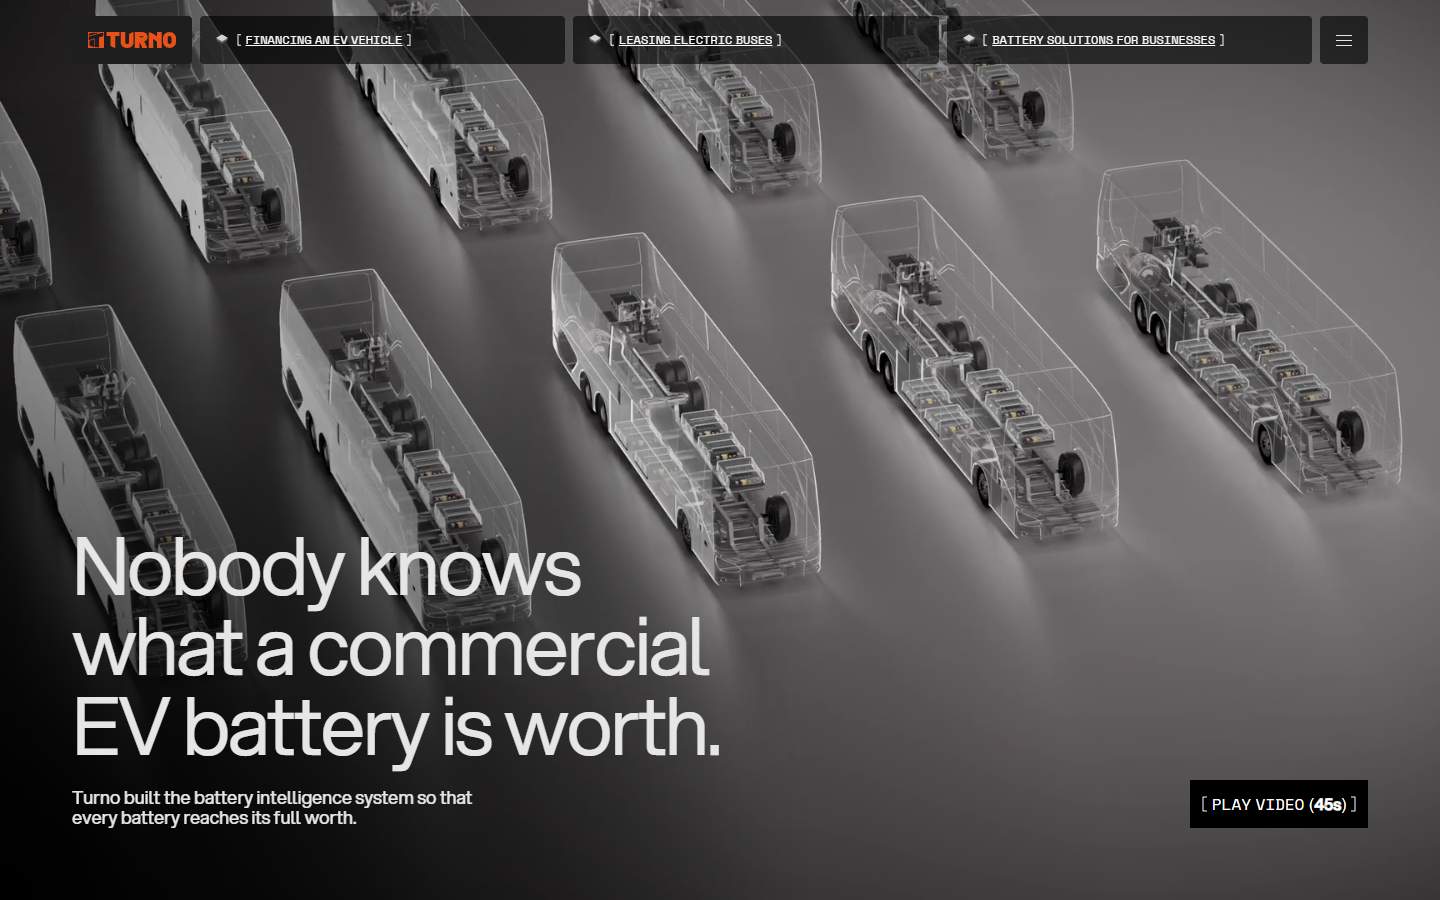 TURNO
[ FINANCING AN EV VEHICLE ]
[ LEASING ELECTRIC BUSES ]
[ BATTERY SOLUTIONS FOR BUSINESSES ]
Nobody knows
what a commercial
EV battery is worth.
Turno built the battery intelligence system so that
every battery reaches its full worth.
[ PLAY VIDEO (45s) ]